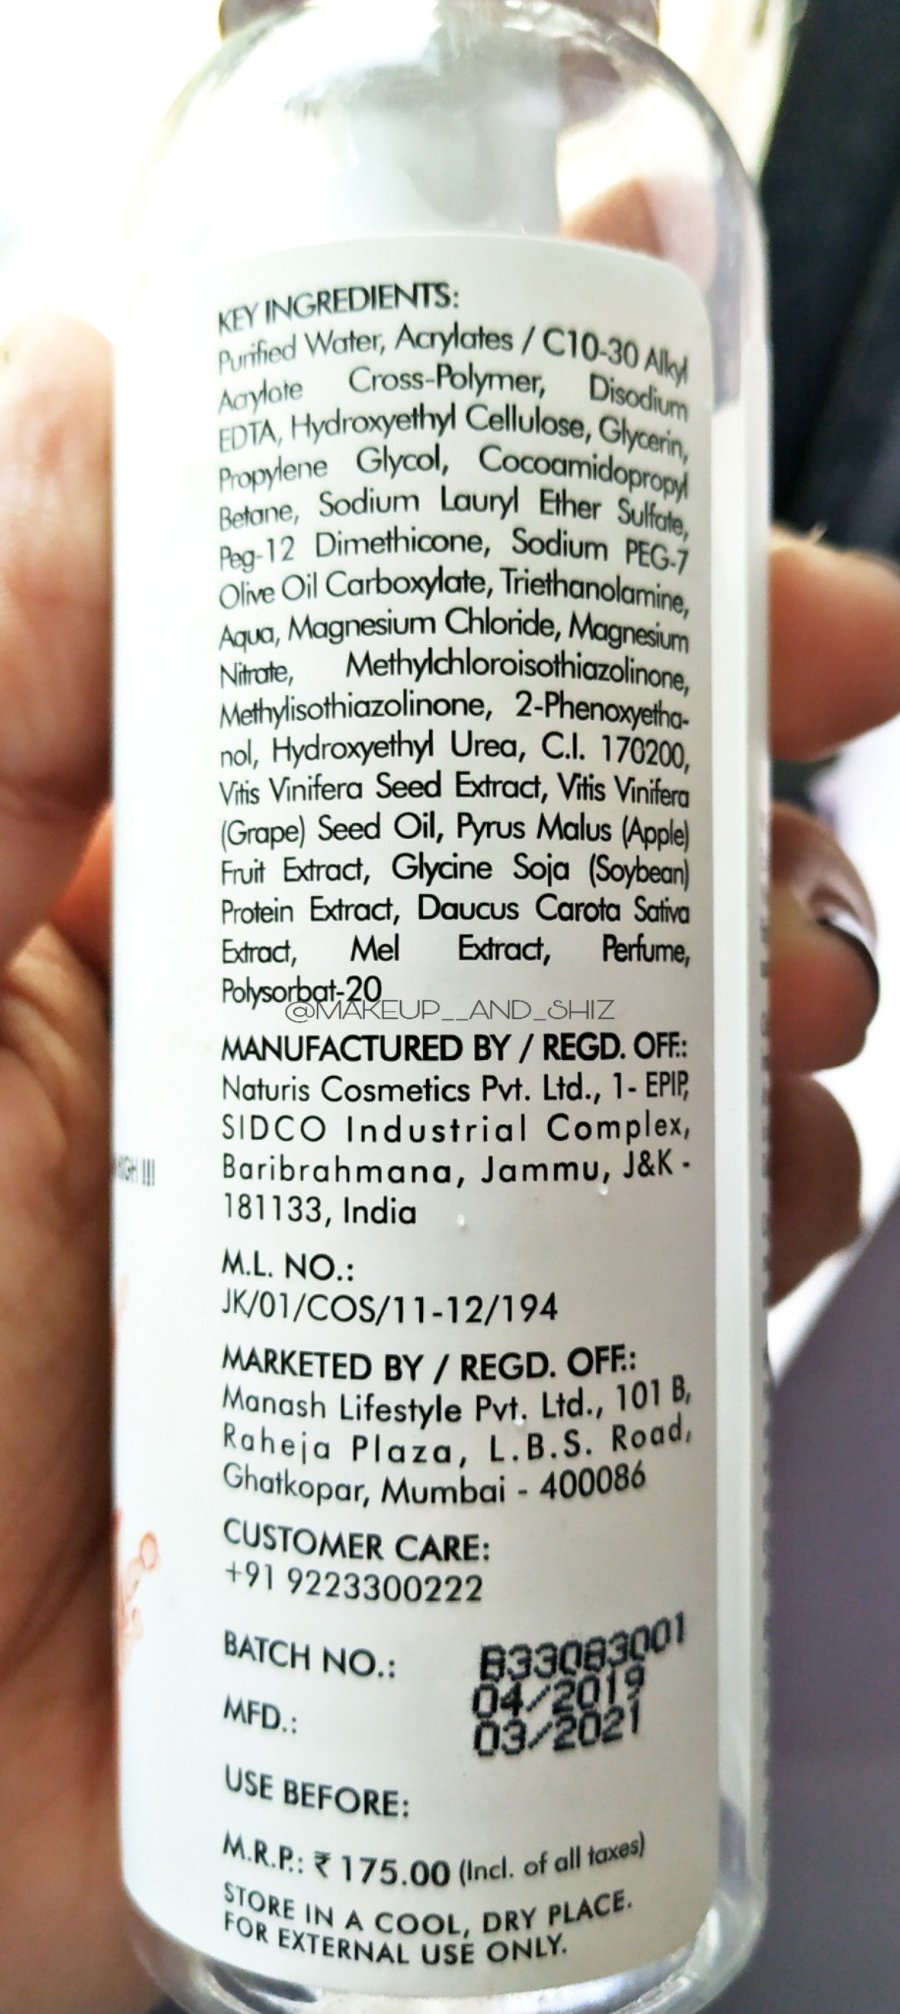 KEY INGREDIENTS:
Purified Water, Acrylates / C10-30 Alkyl
Acrylate Cross-Polymer, Disodium
EDTA, Hydroxyethyl Cellulose, Glycerin,
Propylene Glycol, Cocoamidopropyl
Betane, Sodium Lauryl Ether Sulfate,
Peg-12 Dimethicone, Sodium PEG-7
Olive Oil Carboxylate, Triethanolamine,
Aqua, Magnesium Chloride, Magnesium
Nitrate, Methylchloroisothiazolinone,
Methylisothiazolinone, 2-Phenoxyetha-
nol, Hydroxyethyl Urea, C.I. 170200,
Vitis Vinifera Seed Extract, Vitis Vinifera
(Grape) Seed Oil, Pyrus Malus (Apple)
Fruit Extract, Glycine Soja (Soybean)
Protein Extract, Daucus Carota Sativa
Extract, Mel Extract, Perfume,
Polysorbat-20
@MAKEUP__AND_SHIZ
MANUFACTURED BY / REGD. OFF.:
Naturis Cosmetics Pvt. Ltd., 1- EPIP,
SIDCO Industrial Complex,
Baribrahmana, Jammu, J&K -
181133, India
HIGH !!!
M.L. NO.:
JK/01/COS/11-12/194
MARKETED BY / REGD. OFF.:
Manash Lifestyle Pvt. Ltd., 101 B,
Raheja Plaza, L.B.S. Road,
Ghatkopar, Mumbai - 400086
CUSTOMER CARE:
+91 9223300222
BATCH NO.: B33083001
MFD.: 04/2019
03/2021
USE BEFORE:
M.R.P.: ₹ 175.00 (Incl. of all taxes)
STORE IN A COOL, DRY PLACE.
FOR EXTERNAL USE ONLY.